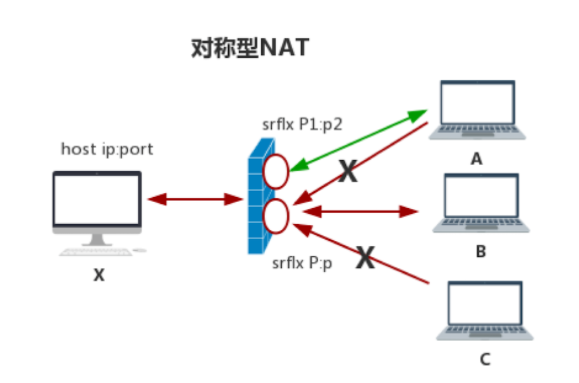 对称型NAT
srflx P1:p2
host ip:port
X
A
X
B
srflx P:p
X
C